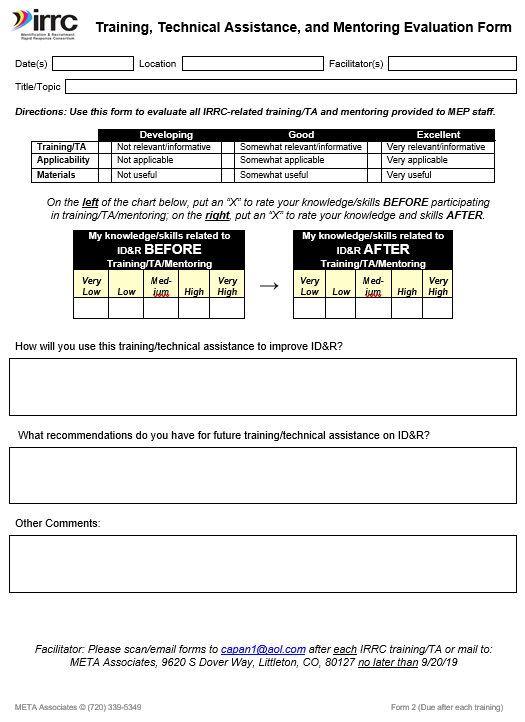 irrc
Identification & Recruitment
Rapid Response Consortium
Training, Technical Assistance, and Mentoring Evaluation Form
Date(s) Location Facilitator(s)
Title/Topic
Directions: Use this form to evaluate all IRRC-related training/TA and mentoring provided to MEP staff.
Developing Good Excellent
Training/TA Not relevant/informative Somewhat relevant/informative Very relevant/informative
Applicability Not applicable Somewhat applicable Very applicable
Materials Not useful Somewhat useful Very useful
On the left of the chart below, put an “X” to rate your knowledge/skills BEFORE participating
in training/TA/mentoring; on the right, put an “X” to rate your knowledge and skills AFTER.
My knowledge/skills related to
ID&R BEFORE
Training/TA/Mentoring
Very Low Low Med-ium High Very High
→
My knowledge/skills related to
ID&R AFTER
Training/TA/Mentoring
Very Low Low Med-ium High Very High
How will you use this training/technical assistance to improve ID&R?
What recommendations do you have for future training/technical assistance on ID&R?
Other Comments:
Facilitator: Please scan/email forms to capan1@aol.com after each IRRC training/TA or mail to:
META Associates, 9620 S Dover Way, Littleton, CO, 80127 no later than 9/20/19
META Associates © (720) 339-5349 Form 2 (Due after each training)